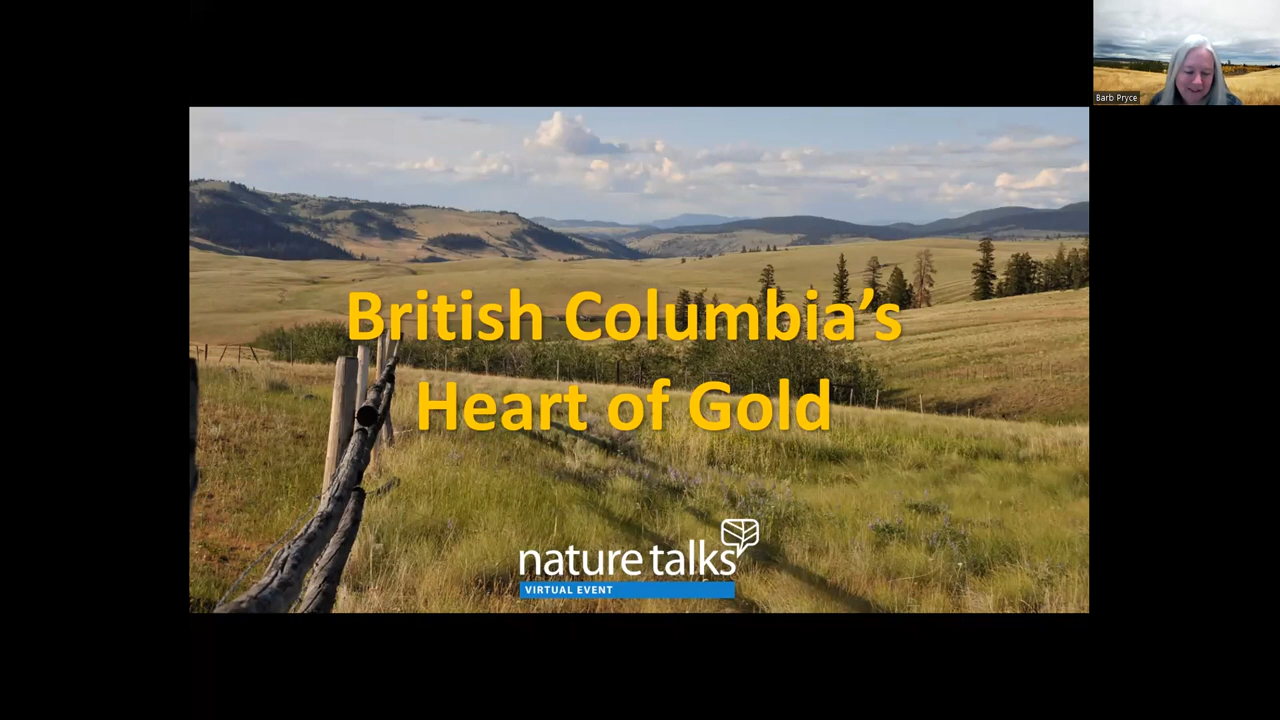 Barb Pryce
British Columbia’s
Heart of Gold
nature talks
VIRTUAL EVENT